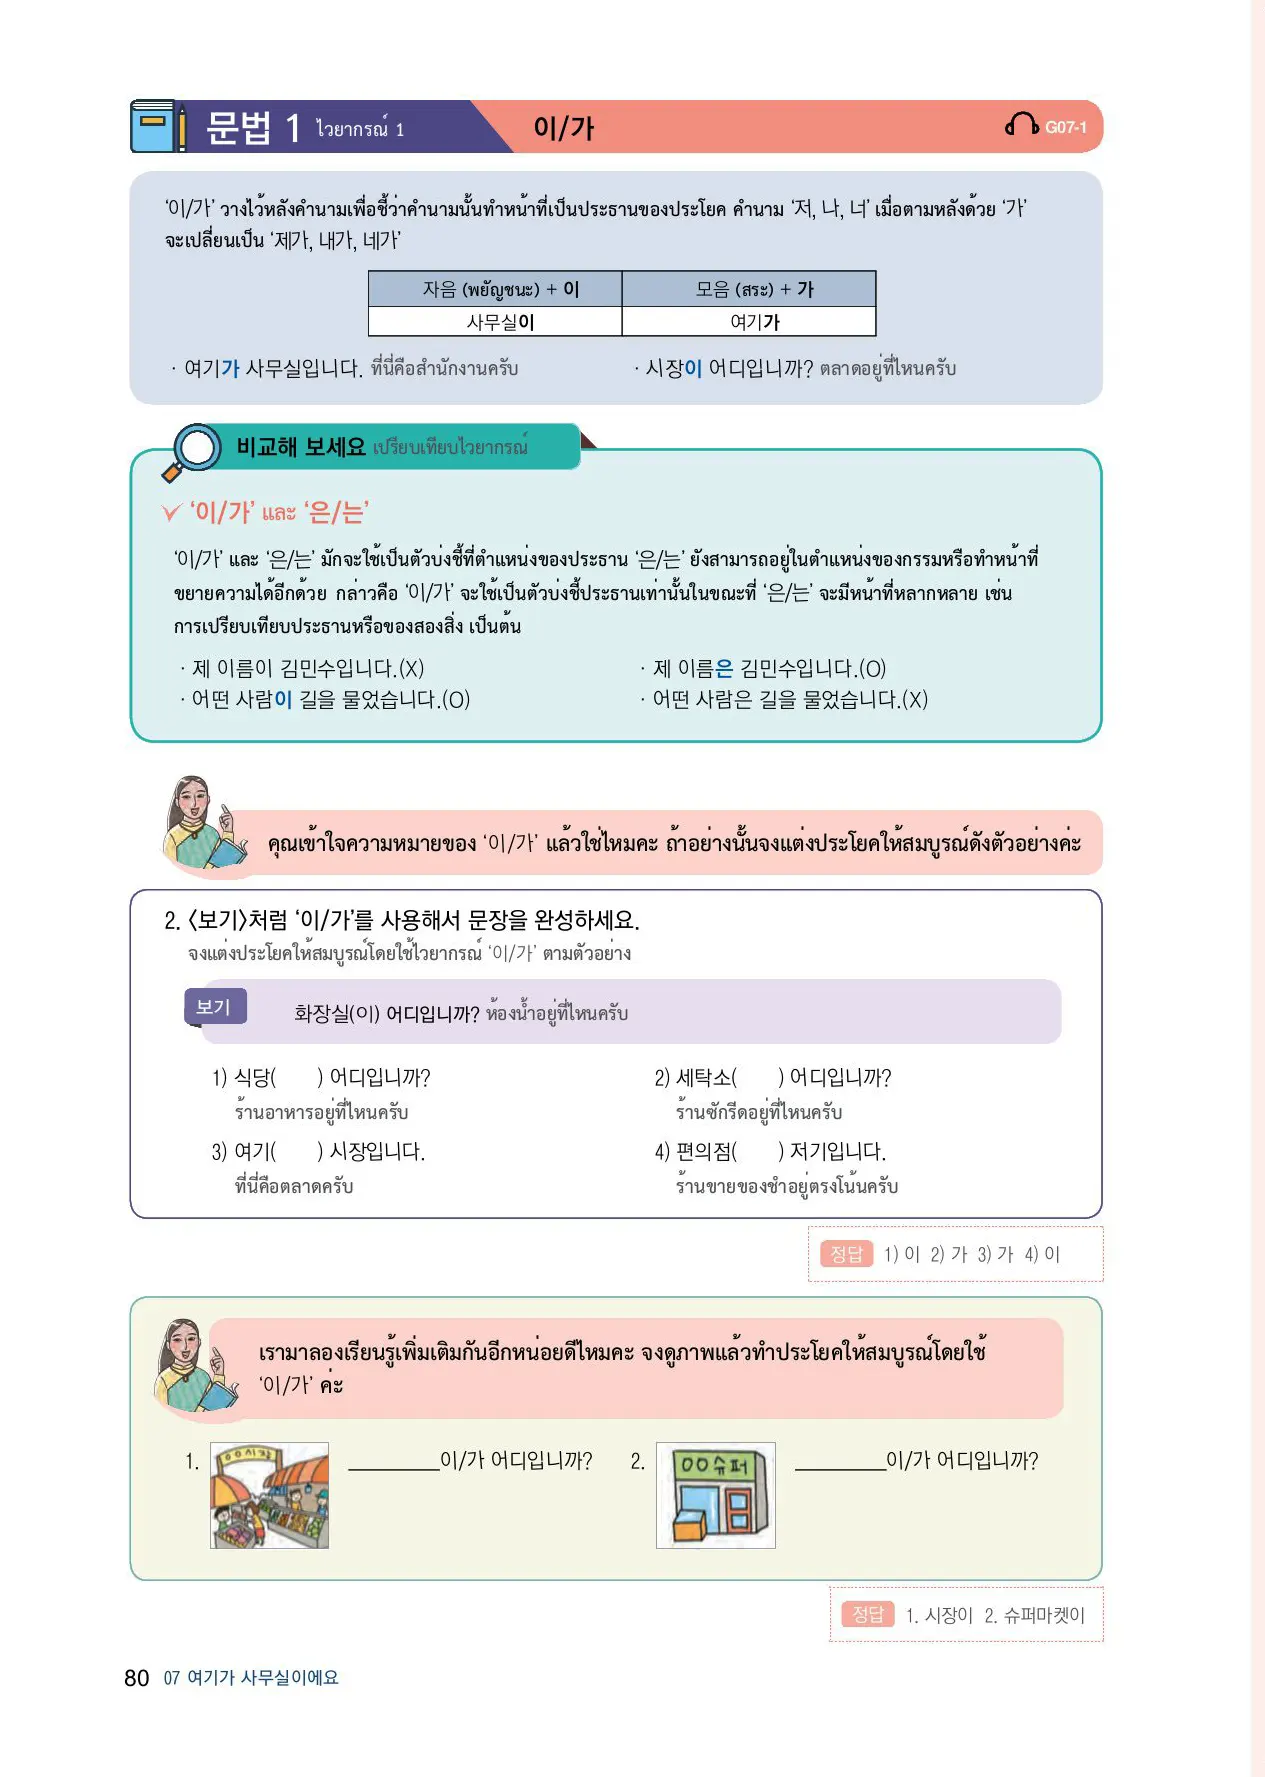 문법 1 ไวยากรณ์ 1 이/가 G07-1
‘이/가’ วางไว้หลังคำนามเพื่อชี้ว่าคำนามนั้นทำหน้าที่เป็นประธานของประโยค คำนาม ‘저, 나, 너’ เมื่อตามหลังด้วย ‘가’
จะเปลี่ยนเป็น ‘제가, 내가, 네가’
자음 (พยัญชนะ) + 이 모음 (สระ) + 가
사무실이 여기가
· 여기가 사무실입니다. ที่นี่คือสำนักงานครับ · 시장이 어디입니까? ตลาดอยู่ที่ไหนครับ
비교해 보세요 เปรียบเทียบไวยากรณ์
‘이/가’ และ ‘은/는’
‘이/가’ และ ‘은/는’ มักจะใช้เป็นตัวบ่งชี้ที่ตำแหน่งของประธาน ‘은/는’ ยังสามารถอยู่ในตำแหน่งของกรรมหรือทำหน้าที่
ขยายความได้อีกด้วย กล่าวคือ ‘이/가’ จะใช้เป็นตัวบ่งชี้ประธานเท่านั้นในขณะที่ ‘은/는’ จะมีหน้าที่หลากหลาย เช่น
การเปรียบเทียบประธานหรือของสองสิ่ง เป็นต้น
· 제 이름이 김민수입니다.(X) · 제 이름은 김민수입니다.(O)
· 어떤 사람이 길을 물었습니다.(O) · 어떤 사람은 길을 물었습니다.(X)
คุณเข้าใจความหมายของ ‘이/가’ แล้วใช่ไหมคะ ถ้าอย่างนั้นจงแต่งประโยคให้สมบูรณ์ดังตัวอย่างค่ะ
2. 〈보기〉처럼 ‘이/가’를 사용해서 문장을 완성하세요.
จงแต่งประโยคให้สมบูรณ์โดยใช้ไวยากรณ์ ‘이/가’ ตามตัวอย่าง
보기 화장실(이) 어디입니까? ห้องน้ำอยู่ที่ไหนครับ
1) 식당( ) 어디입니까? 2) 세탁소( ) 어디입니까?
ร้านอาหารอยู่ที่ไหนครับ ร้านซักรีดอยู่ที่ไหนครับ
3) 여기( ) 시장입니다. 4) 편의점( ) 저기입니다.
ที่นี่คือตลาดครับ ร้านขายของชำอยู่ตรงโน้นครับ
정답 1) 이 2) 가 3) 가 4) 이
เรามาลองเรียนรู้เพิ่มเติมกันอีกหน่อยดีไหมคะ จงดูภาพแล้วทำประโยคให้สมบูรณ์โดยใช้
‘이/가’ ค่ะ
1. OO시장 ________이/가 어디입니까? 2. OO슈퍼 ________이/가 어디입니까?
정답 1. 시장이 2. 슈퍼마켓이
80 07 여기가 사무실이에요